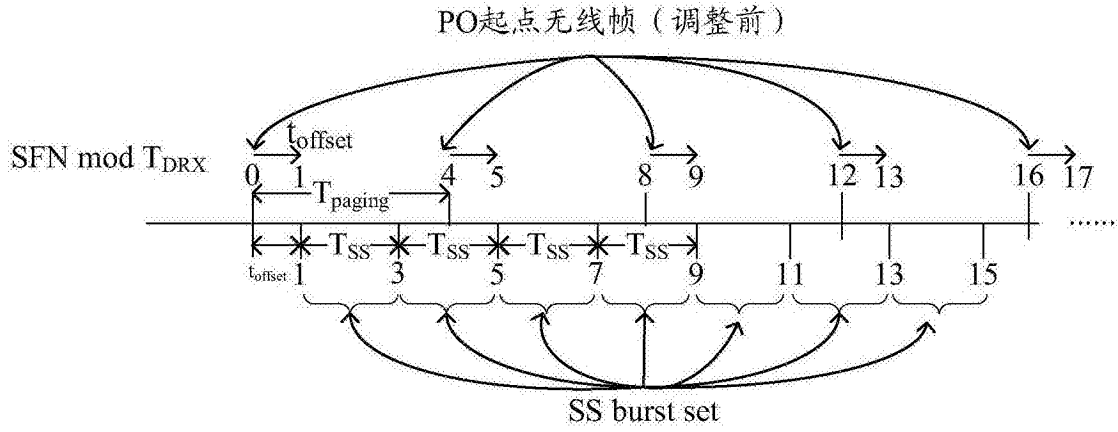 PO起点无线帧（调整前）
toffset
SFN mod TDRX
0 1 4 5 8 9 12 13 16 17
Tpaging
……
TSS TSS TSS TSS
toffset 1 3 5 7 9 11 13 15
SS burst set